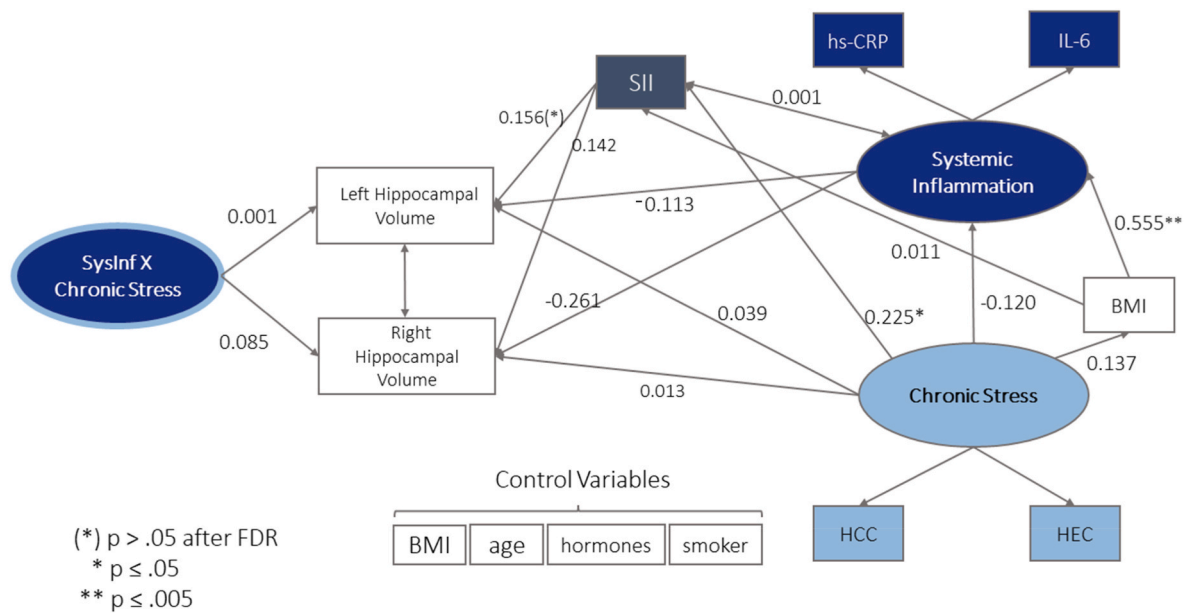 hs-CRP
IL-6
SII
0.001
0.156(*)
0.142
Systemic
Inflammation
Left Hippocampal
Volume
-0.113
0.001
0.555**
SysInf X
Chronic Stress
0.011
-0.261
0.039
0.225*
-0.120
BMI
0.085
Right
Hippocampal
Volume
0.137
0.013
Chronic Stress
Control Variables
(*) p > .05 after FDR
* p ≤ .05
** p ≤ .005
BMI
age
hormones
smoker
HCC
HEC